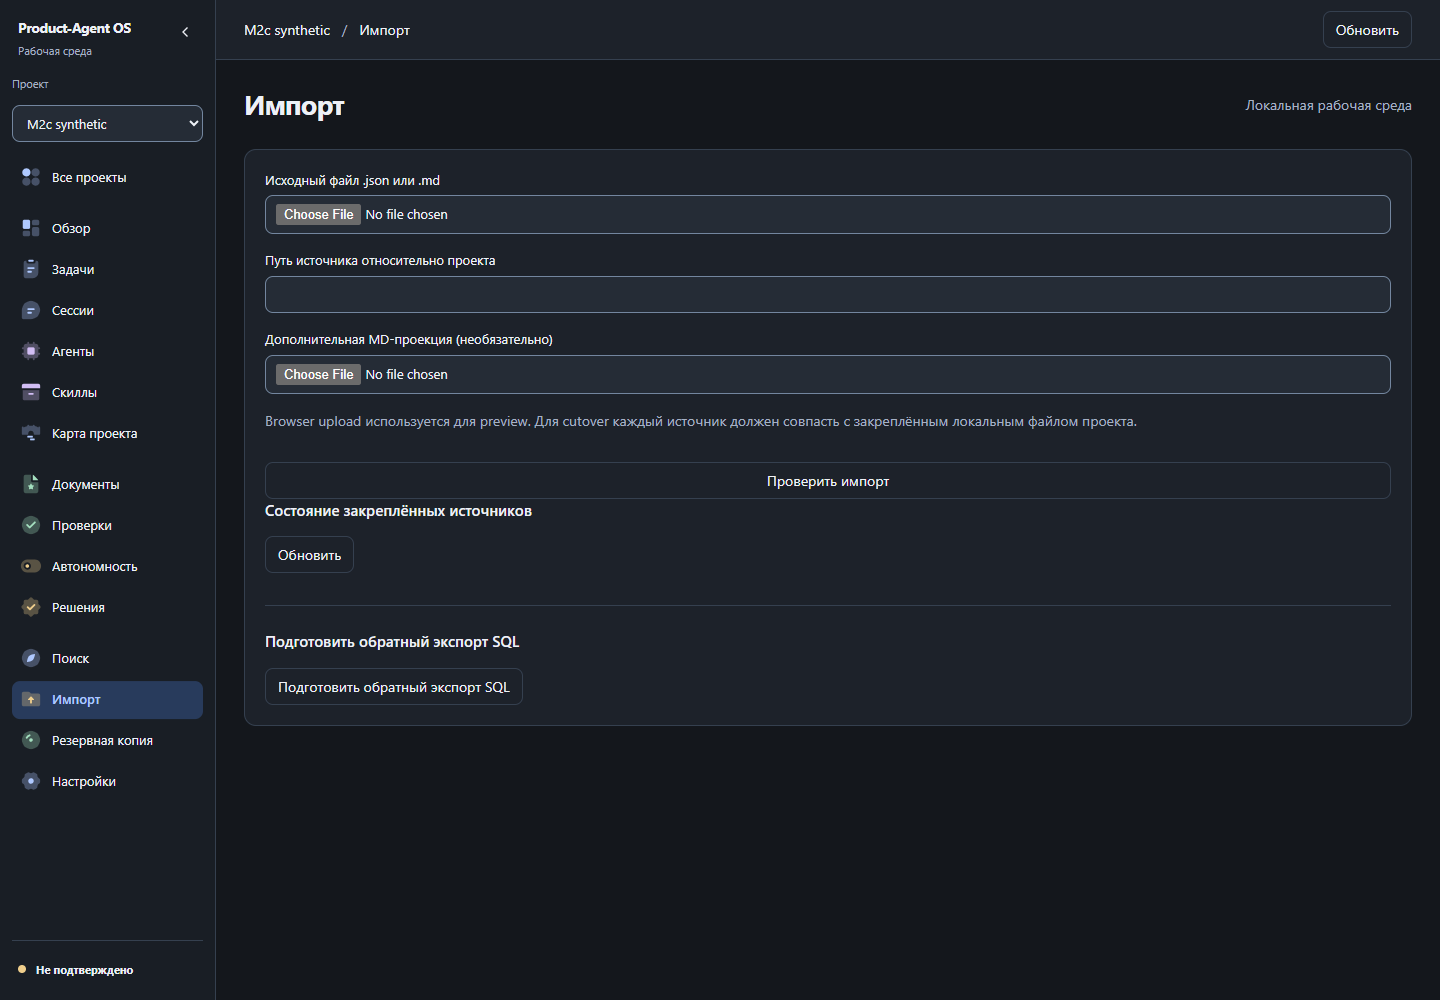 Product-Agent OS
Рабочая среда
Проект
M2c synthetic
Все проекты
Обзор
Задачи
Сессии
Агенты
Скиллы
Карта проекта
Документы
Проверки
Автономность
Решения
Поиск
Импорт
Резервная копия
Настройки
Не подтверждено
M2c synthetic / Импорт
Обновить
Импорт
Локальная рабочая среда
Исходный файл .json или .md
Choose File No file chosen
Путь источника относительно проекта
Дополнительная MD-проекция (необязательно)
Choose File No file chosen
Browser upload используется для preview. Для cutover каждый источник должен совпасть с закреплённым локальным файлом проекта.
Проверить импорт
Состояние закреплённых источников
Обновить
Подготовить обратный экспорт SQL
Подготовить обратный экспорт SQL